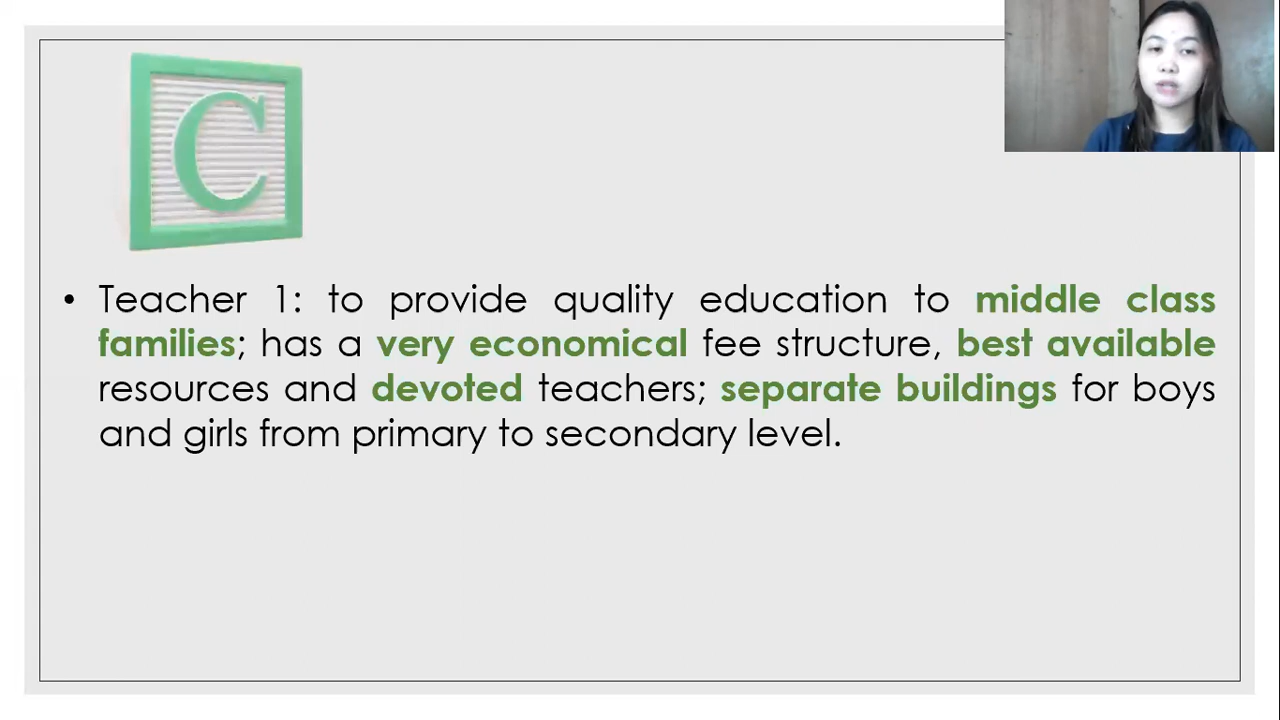 C
• Teacher 1: to provide quality education to middle class
families; has a very economical fee structure, best available
resources and devoted teachers; separate buildings for boys
and girls from primary to secondary level.